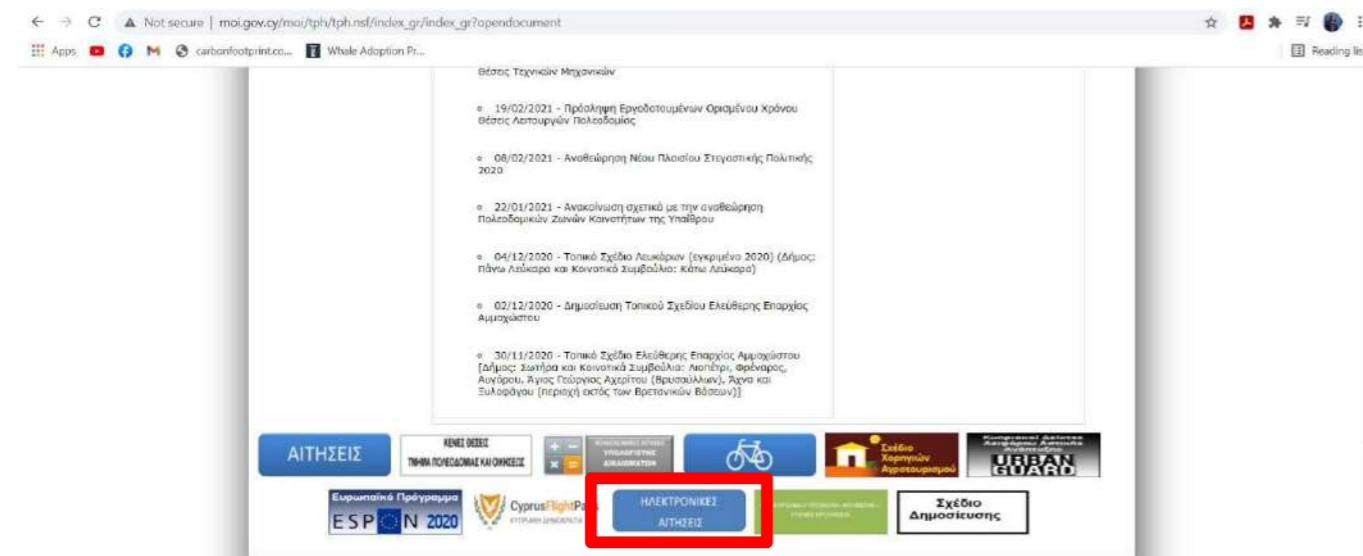 Not secure | moi.gov.cy/moi/tph/tph.nsf/index_gr/index_gr?opendocument
Apps carbonfootprint.co... Whale Adoption Pr... Reading lis
Θέσεις Τεχνικών Μηχανικών
19/02/2021 - Πρόσληψη Εργοδοτουμένων Ορισμένου Χρόνου
Θέσεις Λειτουργών Πολεοδομίας
08/02/2021 - Αναθεώρηση Νέου Πλαισίου Στεγαστικής Πολιτικής
2020
22/01/2021 - Ανακοίνωση σχετικά με την αναθεώρηση
Πολεοδομικών Ζωνών Κοινοτήτων της Υπαίθρου
04/12/2020 - Τοπικό Σχέδιο Λευκάρων (εγκριμένο 2020) (Δήμος:
Πάνω Λεύκαρα και Κοινοτικό Συμβούλιο: Κάτω Λεύκαρα)
02/12/2020 - Δημοσίευση Τοπικού Σχεδίου Ελεύθερης Επαρχίας
Αμμοχώστου
30/11/2020 - Τοπικό Σχέδιο Ελεύθερης Επαρχίας Αμμοχώστου
[Δήμος: Σωτήρα και Κοινοτικά Συμβούλια: Λιοπέτρι, Φρέναρος,
Αυγόρου, Άγιος Γεώργιος Αχερίτου (Βρυσούλλων), Άχνα και
Ξυλοφάγου (περιοχή εκτός των Βρετανικών Βάσεων)]
ΑΙΤΗΣΕΙΣ
ΚΕΝΕΣ ΘΕΣΕΙΣ
ΤΜΗΜΑ ΠΟΛΕΟΔΟΜΙΑΣ ΚΑΙ ΟΙΚΗΣΕΩΣ
ΥΠΟΛΟΓΙΣΤΗΣ
ΔΙΚΑΙΩΜΑΤΩΝ
Σχέδιο
Χορηγιών
Αγροτουρισμού
URBAN
GUARD
Ευρωπαϊκό Πρόγραμμα
ESPON 2020
CyprusFlightPass
ΚΥΠΡΙΑΚΗ ΔΗΜΟΚΡΑΤΙΑ
ΗΛΕΚΤΡΟΝΙΚΕΣ
ΑΙΤΗΣΕΙΣ
Σχέδιο
Δημοσίευσης